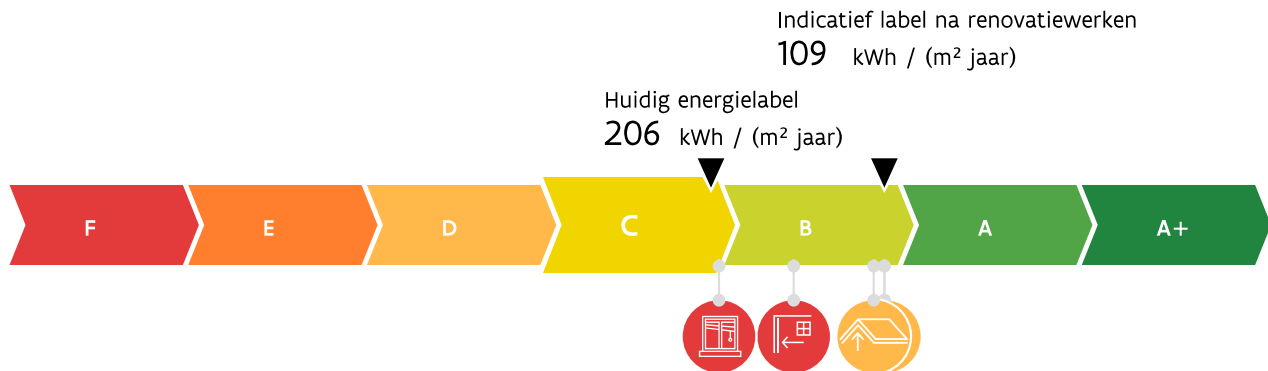 Indicatief label na renovatiewerken
109 kWh / (m² jaar)
Huidig energielabel
206 kWh / (m² jaar)
F E D C B A A+